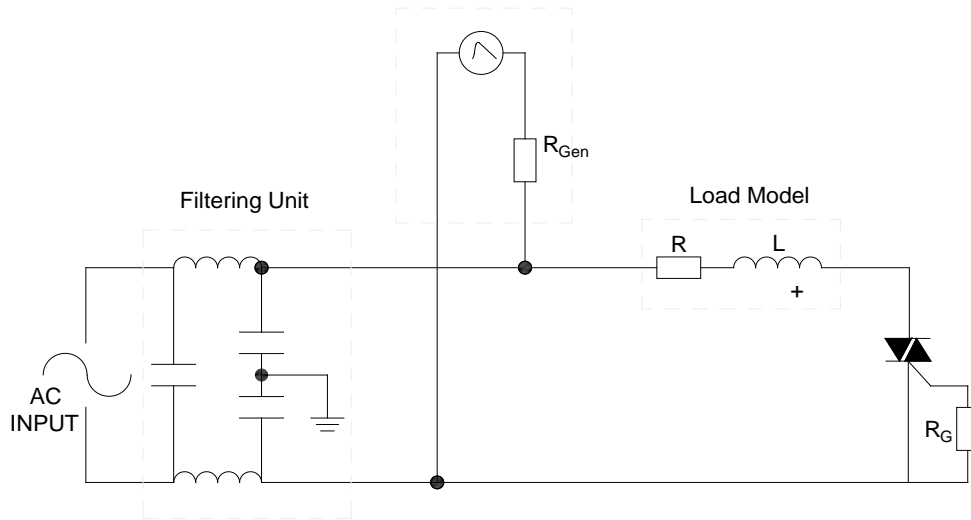 R_Gen
Filtering Unit
Load Model
R
L
+
AC
INPUT
R_G